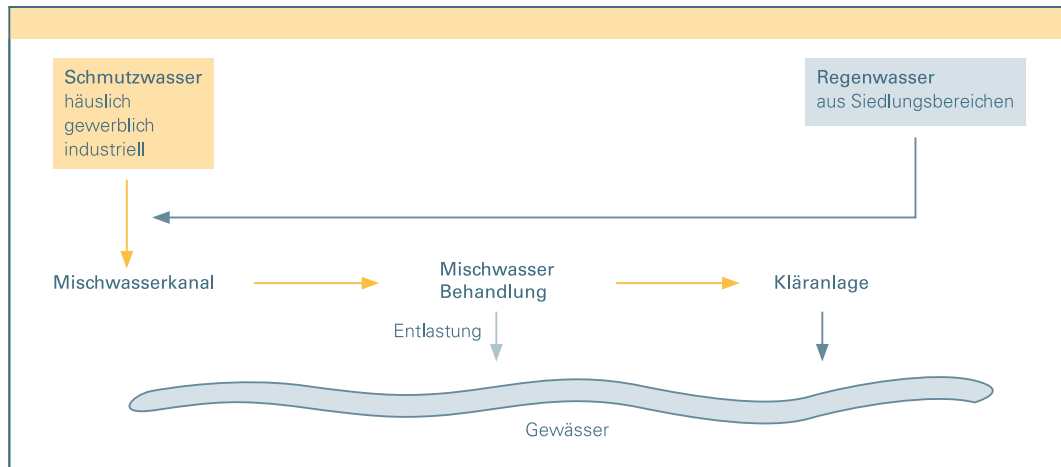 Schmutzwasser
häuslich
gewerblich
industriell
Regenwasser
aus Siedlungsbereichen
Mischwasserkanal
Mischwasser
Behandlung
Kläranlage
Entlastung
Gewässer